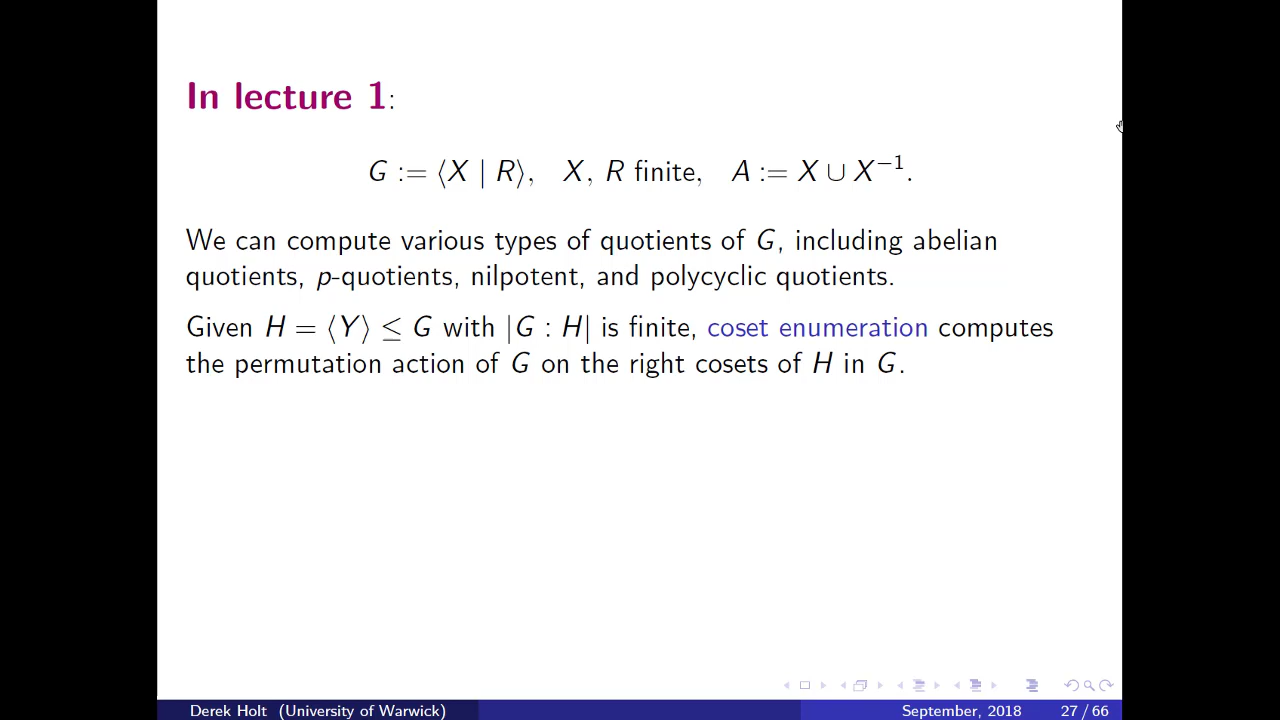 In lecture 1:
G := ⟨X | R⟩, X, R finite, A := X ∪ X⁻¹.
We can compute various types of quotients of G, including abelian
quotients, p-quotients, nilpotent, and polycyclic quotients.
Given H = ⟨Y⟩ ≤ G with |G : H| is finite, coset enumeration computes
the permutation action of G on the right cosets of H in G.
Derek Holt (University of Warwick) September, 2018 27 / 66